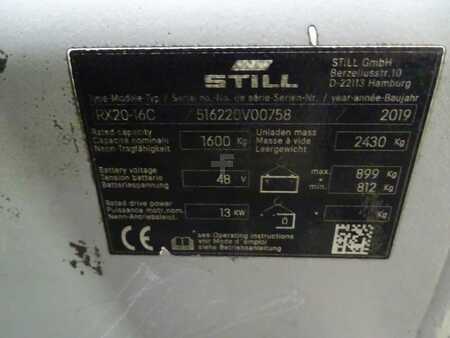 STILL
STILL GmbH
Berzeliusstr.10
D-22113 Hamburg
Type-Modèle-Typ / Serial no.-No. de série-Serien-Nr. / year-année-Baujahr
RX20-16C 516220V00758 2019
Rated capacity
Capacité nominale
Nenn-Tragfähigkeit
1600 Kg
Unladen mass
Masse à vide
Leergewicht
2430 Kg
Battery voltage
Tension batterie
Batteriespannung
48 V
max. 899 Kg
min. 812 Kg
Rated drive power
Puissance motr.nom.
Nenn-Antriebsleist.
13 KW
0
Kg
CE
see Operating instructions
voir Mode d'emploi
siehe Betriebsanleitung